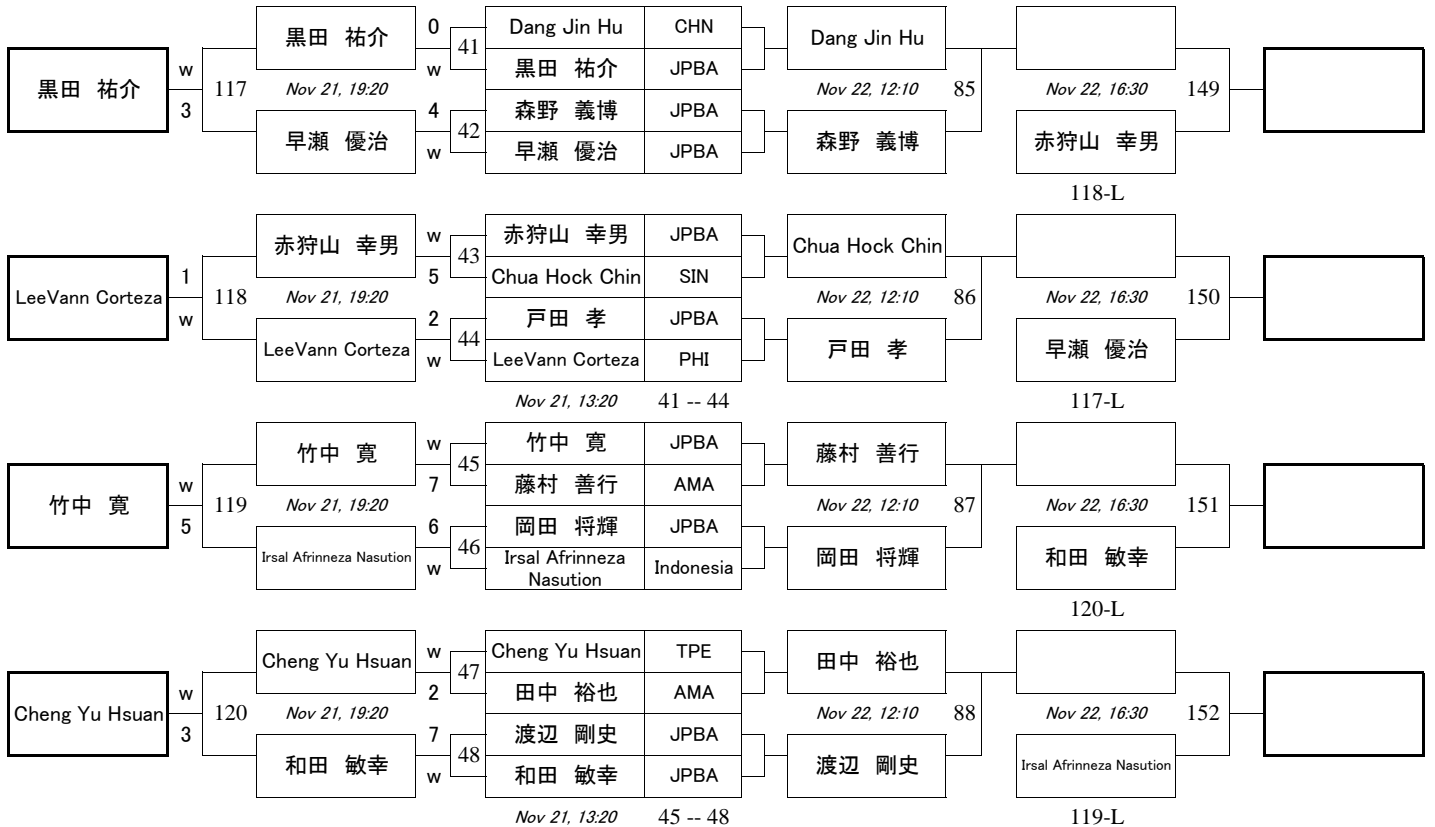 黒田　祐介 0 Dang Jin Hu CHN Dang Jin Hu
41
黒田　祐介 w 117 Nov 21, 19:20 w 黒田　祐介 JPBA Nov 22, 12:10 85 Nov 22, 16:30 149
3 4 森野　義博 JPBA
42
早瀬　優治 w 早瀬　優治 JPBA 森野　義博 赤狩山　幸男
118-L
赤狩山　幸男 w 赤狩山　幸男 JPBA Chua Hock Chin
43
LeeVann Corteza 1 118 Nov 21, 19:20 5 Chua Hock Chin SIN Nov 22, 12:10 86 Nov 22, 16:30 150
w 2 戸田　孝 JPBA
44
LeeVann Corteza w LeeVann Corteza PHI 戸田　孝 早瀬　優治
Nov 21, 13:20 41 -- 44 117-L
竹中　寛 w 竹中　寛 JPBA 藤村　善行
45
竹中　寛 w 119 Nov 21, 19:20 7 藤村　善行 AMA Nov 22, 12:10 87 Nov 22, 16:30 151
5 6 岡田　将輝 JPBA
46
Irsal Afrinneza Nasution w Irsal Afrinneza
Nasution Indonesia 岡田　将輝 和田　敏幸
120-L
Cheng Yu Hsuan w Cheng Yu Hsuan TPE 田中　裕也
47
Cheng Yu Hsuan w 120 Nov 21, 19:20 2 田中　裕也 AMA Nov 22, 12:10 88 Nov 22, 16:30 152
3 7 渡辺　剛史 JPBA
48
和田　敏幸 w 和田　敏幸 JPBA 渡辺　剛史 Irsal Afrinneza Nasution
Nov 21, 13:20 45 -- 48 119-L